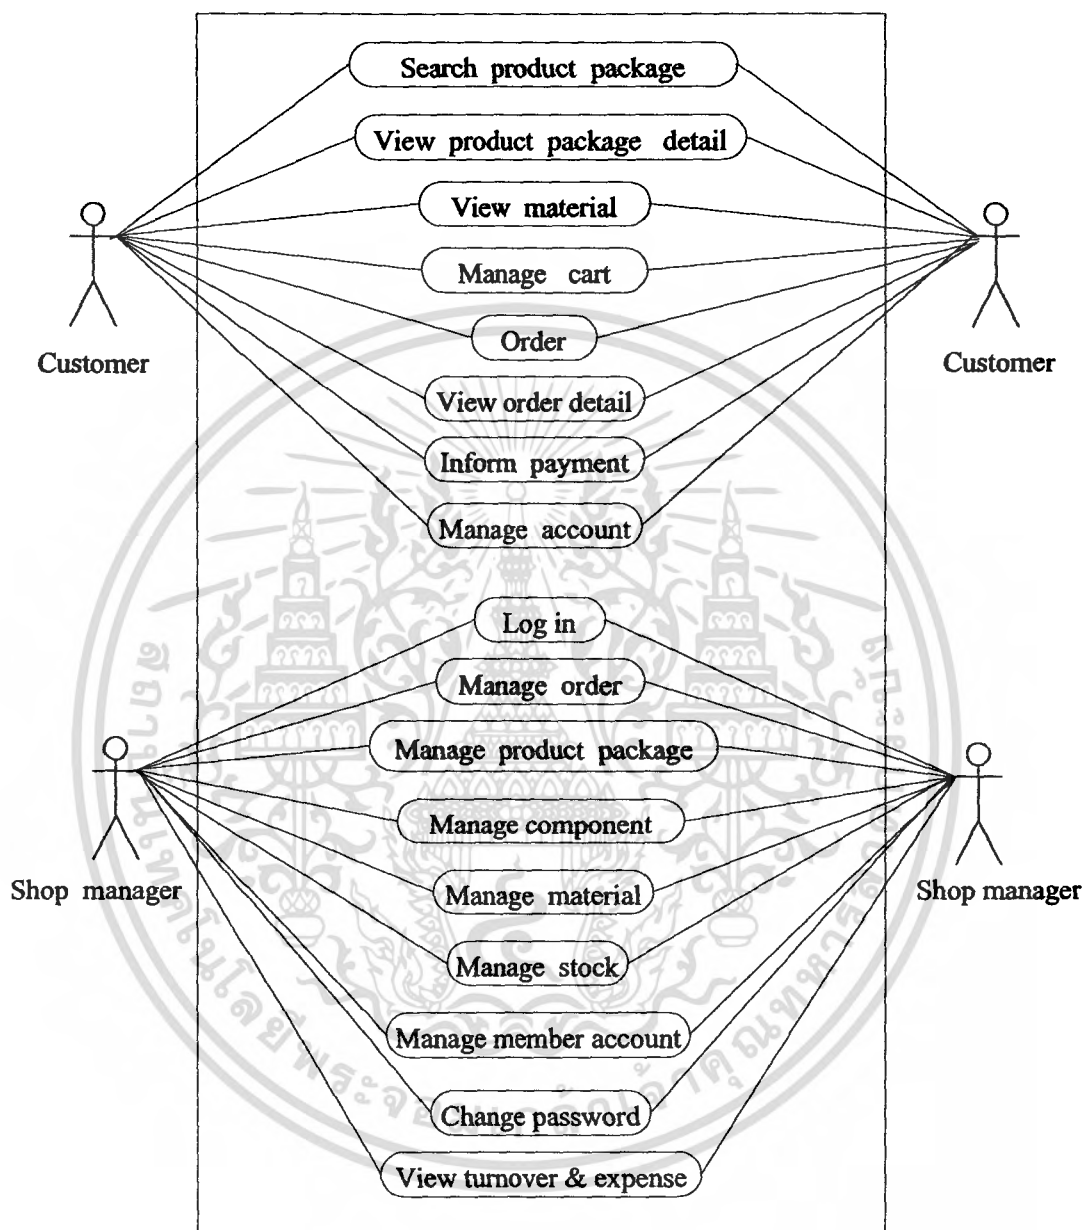 Search product package
View product package detail
View material
Manage cart
Order
Customer
Customer
View order detail
Inform payment
Manage account
Log in
Manage order
Manage product package
Manage component
Shop manager
Manage material
Shop manager
Manage stock
Manage member account
Change password
View turnover & expense